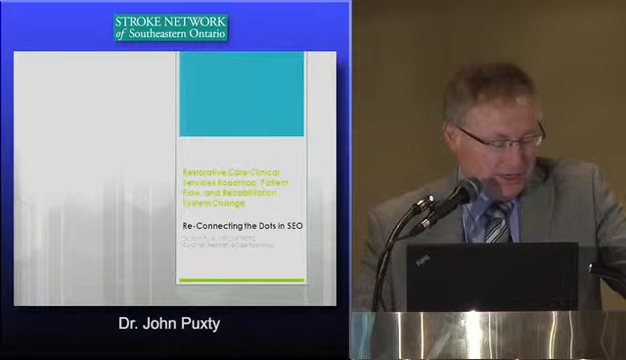 STROKE NETWORK
of Southeastern Ontario
Restorative Care Clinical
Services Roadmap, Patient
Flow, and Rehabilitation
System Change
Re-Connecting the Dots in SEO
Dr. John Puxty